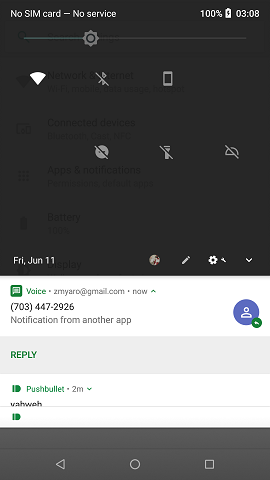 No SIM card — No service 100% 03:08
Connected devices
Apps & notifications
Battery
Display
Fri, Jun 11
Voice • zmyaro@gmail.com • now
(703) 447-2926
Notification from another app
REPLY
Pushbullet • 2m
yahweh